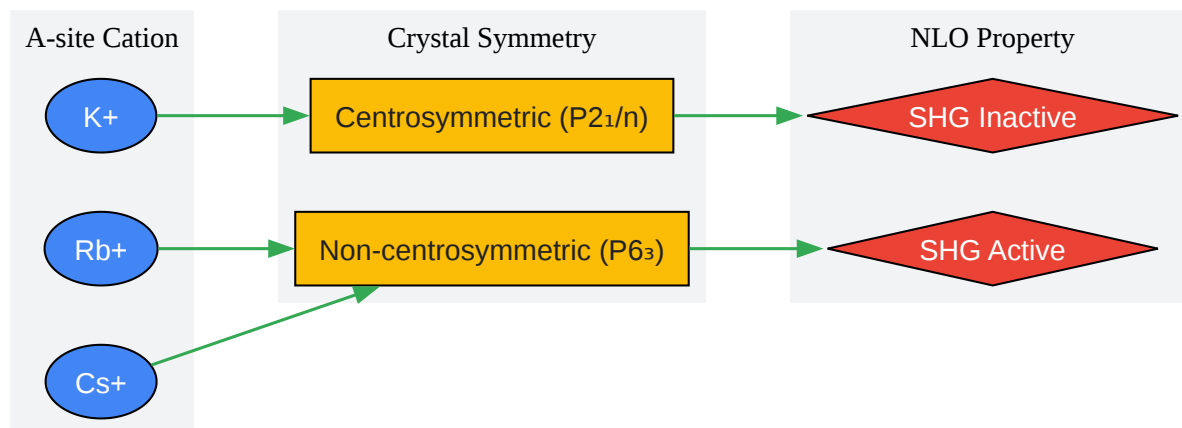 A-site Cation
Crystal Symmetry
NLO Property
K+
Centrosymmetric (P2₁/n)
SHG Inactive
Rb+
Non-centrosymmetric (P6₃)
SHG Active
Cs+